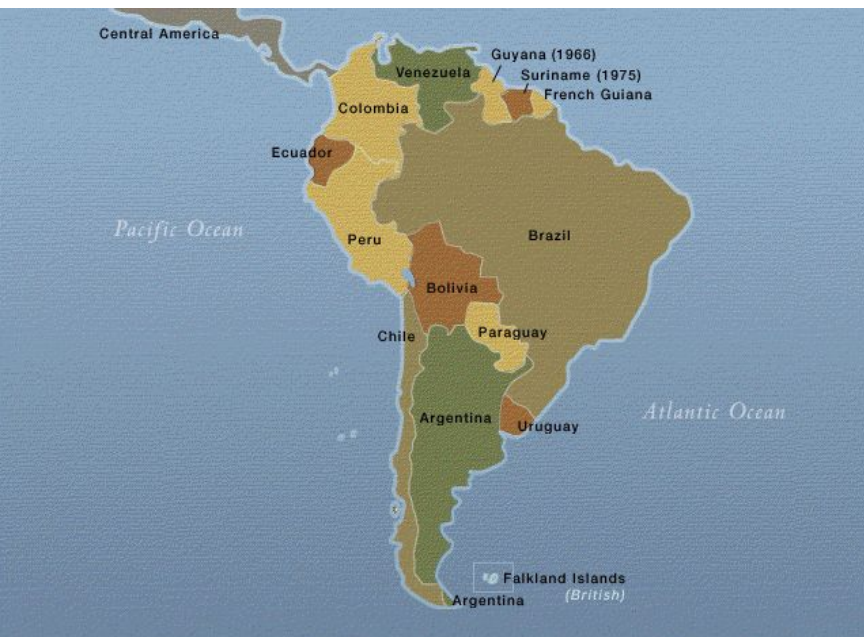 Central America
Guyana (1966)
Venezuela
Suriname (1975)
French Guiana
Colombia
Ecuador
Pacific Ocean
Peru
Brazil
Bolivia
Chile
Paraguay
Atlantic Ocean
Argentina
Uruguay
Falkland Islands
(British)
Argentina